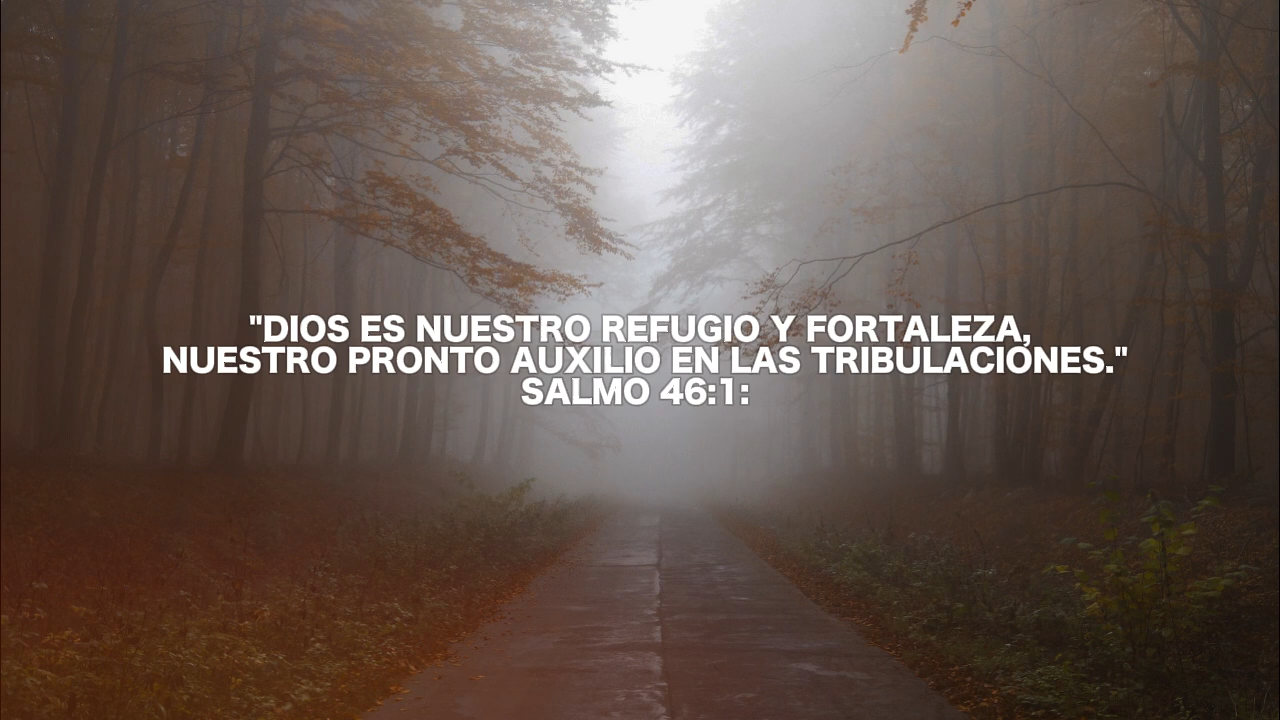 "DIOS ES NUESTRO REFUGIO Y FORTALEZA,
NUESTRO PRONTO AUXILIO EN LAS TRIBULACIONES."
SALMO 46:1: